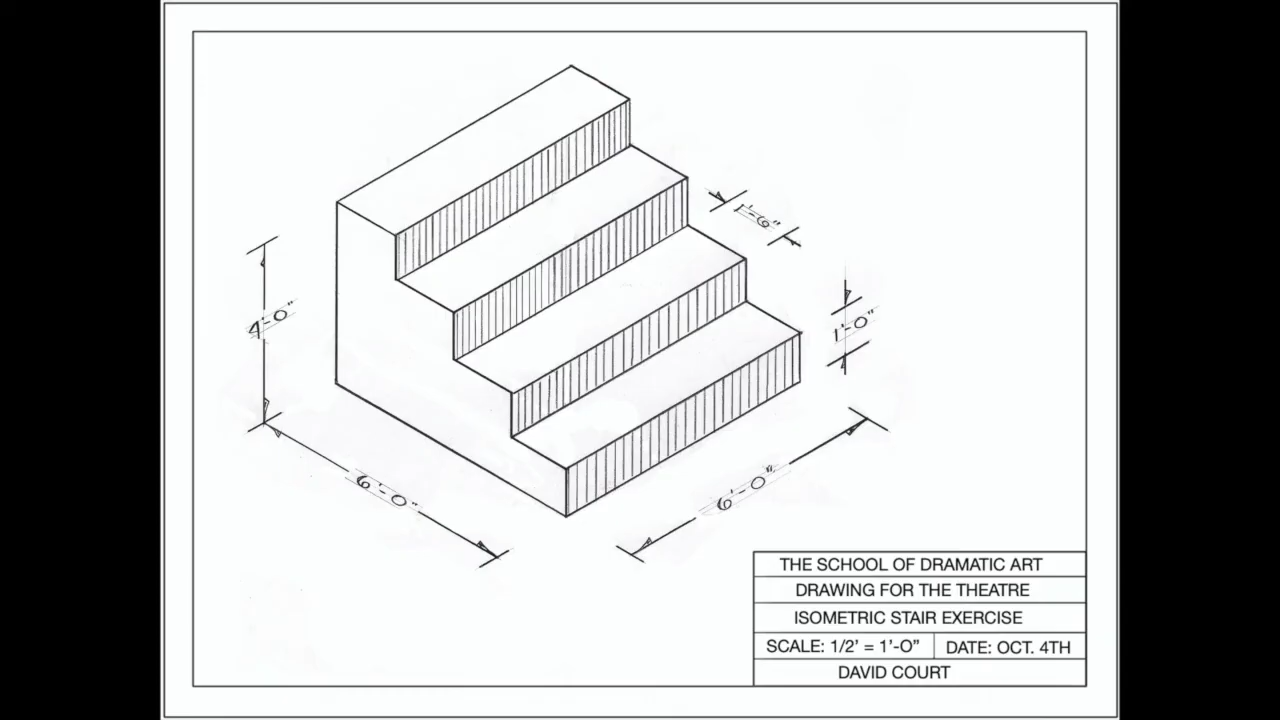 1'-6"
4'-0"
1'-0"
6'-0"
6'-0"
THE SCHOOL OF DRAMATIC ART
DRAWING FOR THE THEATRE
ISOMETRIC STAIR EXERCISE
SCALE: 1/2' = 1'-O" DATE: OCT. 4TH
DAVID COURT